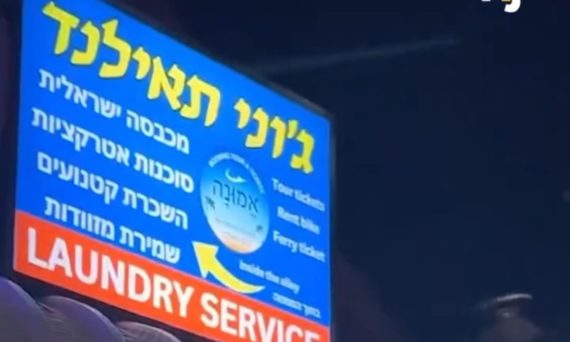 ג'וני תאילנד
מכבסה ישראלית
סוכנות אטרקציות
השכרת קטנועים
שמירת מזוודות
אמונה
Tour tickets
Rent bike
Ferry ticket
Inside the alley
LAUNDRY SERVICE